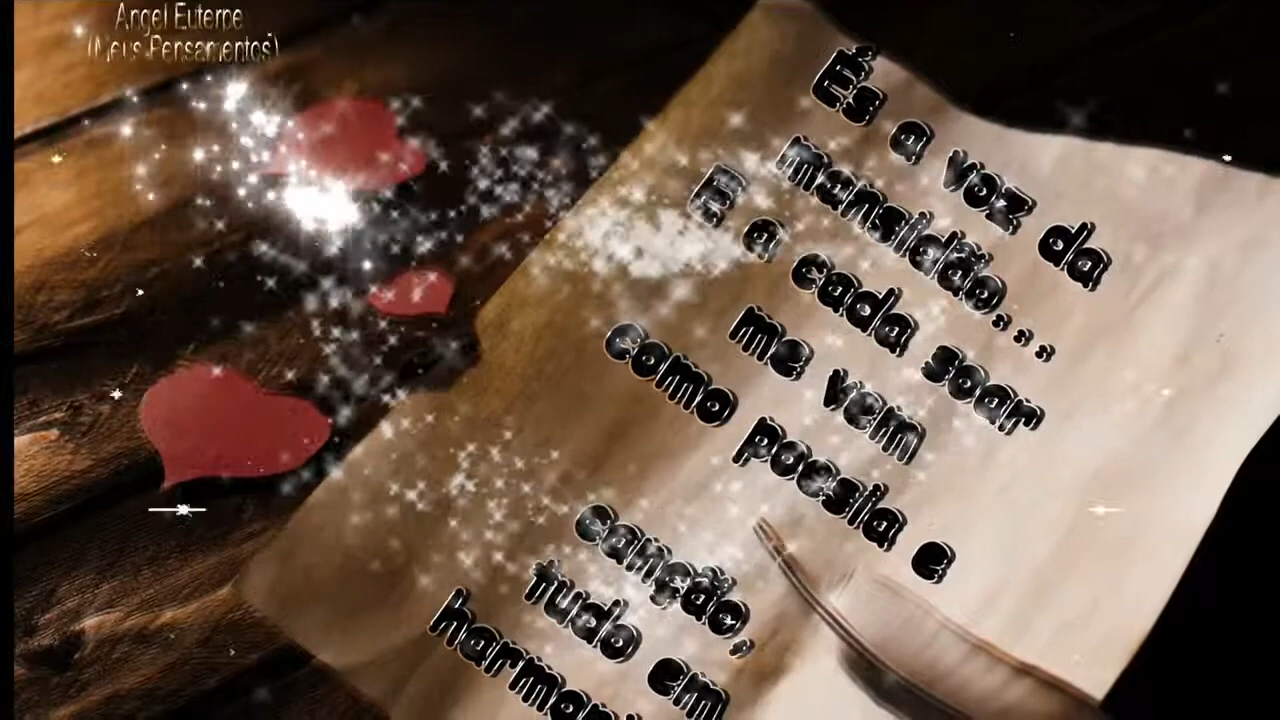 Angel Euterpe
(Meus Pensamentos)
És a voz da
mansidão...
E a cada soar
me vem
como poesia e
canção,
tudo em